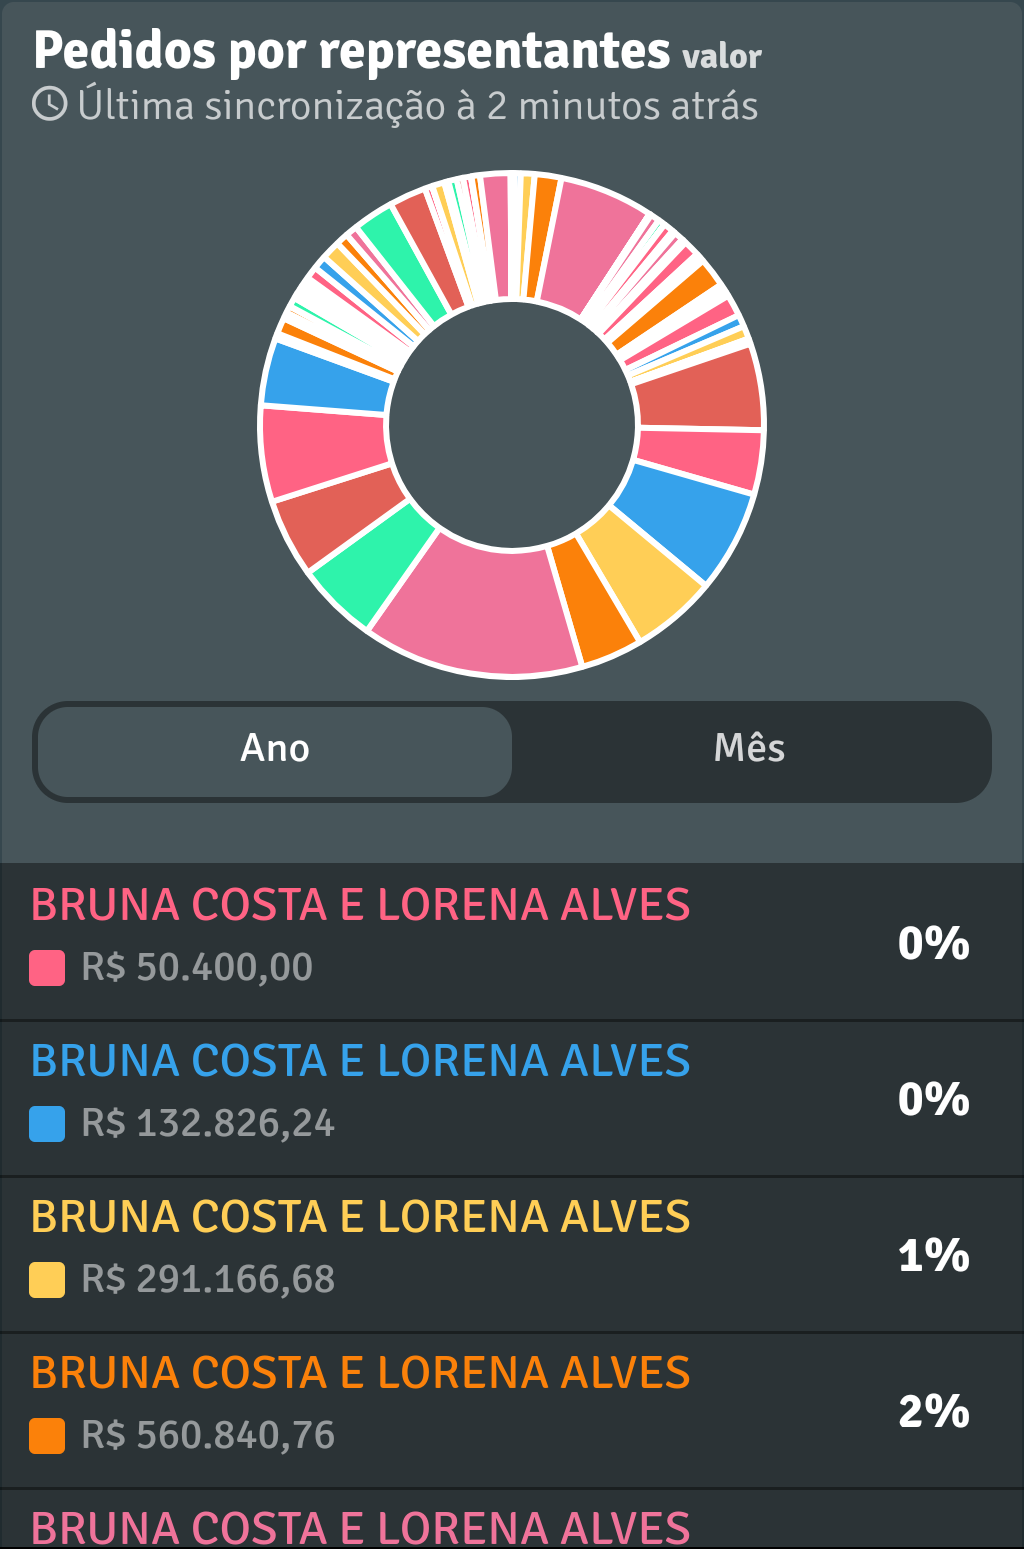 Pedidos por representantes valor
Última sincronização à 2 minutos atrás
Ano
Mês
BRUNA COSTA E LORENA ALVES
R$ 50.400,00
0%
BRUNA COSTA E LORENA ALVES
R$ 132.826,24
0%
BRUNA COSTA E LORENA ALVES
R$ 291.166,68
1%
BRUNA COSTA E LORENA ALVES
R$ 560.840,76
2%
BRUNA COSTA E LORENA ALVES